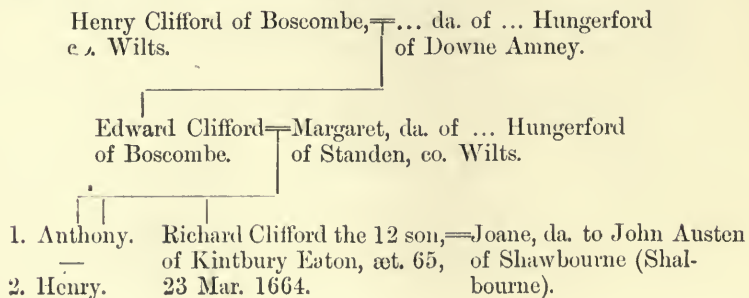 Henry Clifford of Boscombe, = ... da. of ... Hungerford
co. Wilts. of Downe Amney.
Edward Clifford = Margaret, da. of ... Hungerford
of Boscombe. of Standen, co. Wilts.
1. Anthony. Richard Clifford the 12 son, = Joane, da. to John Austen
— of Kintbury Eaton, æt. 65, of Shawbourne (Shal-
2. Henry. 23 Mar. 1664. bourne).